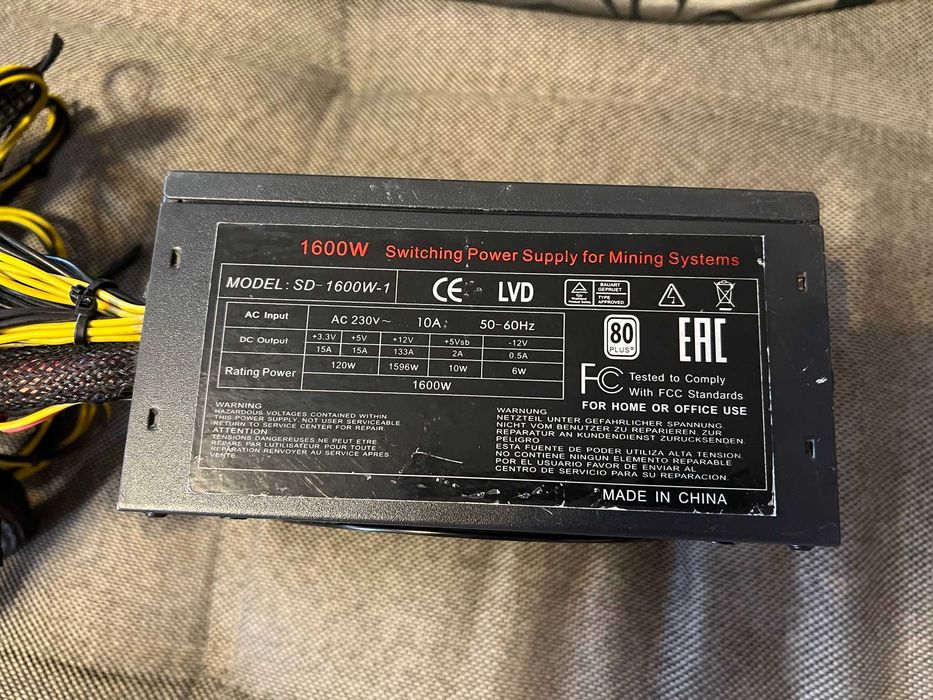 1600W Switching Power Supply for Mining Systems
MODEL: SD-1600W-1
CE LVD
BAUART GEPRUFT
TYPE APPROVED
AC Input AC 230V~ 10A: 50-60Hz
DC Output +3.3V +5V +12V +5Vsb -12V
15A 15A 133A 2A 0.5A
Rating Power 120W 1596W 10W 6W
1600W
80
PLUS
EAC
FC Tested to Comply
With FCC Standards
FOR HOME OR OFFICE USE
WARNING
HAZARDOUS VOLTAGES CONTAINED WITHIN
THIS POWER SUPPLY NOT USER SERVICEABLE.
RETURN TO SERVICE CENTER FOR REPAIR.
ATTENTION
TENSIONS DANGEREUSES NE PEUT ETRE
REPARE PAR LUTILISATEUR. POUR TOUTE
REPARATION RENVOYER AU SERVICE APRES
VENTE.
WARNUNG
NETZTEIL UNTER GEFAHRLICHER SPANNUNG.
NICHT VOM BENUTZER ZU REPARIEREN. ZUR
REPARATUR AN KUNDENDIENST ZURUCKSENDEN.
PELIGRO
ESTA FUENTE DE PODER UTILIZA ALTA TENSION
NO CONTIENE NINGUN ELEMENTO REPARABLE
POR EL USUARIO FAVOR DE ENVIAR AL
CENTRO DE SERVICIO PARA SU REPARACION.
MADE IN CHINA